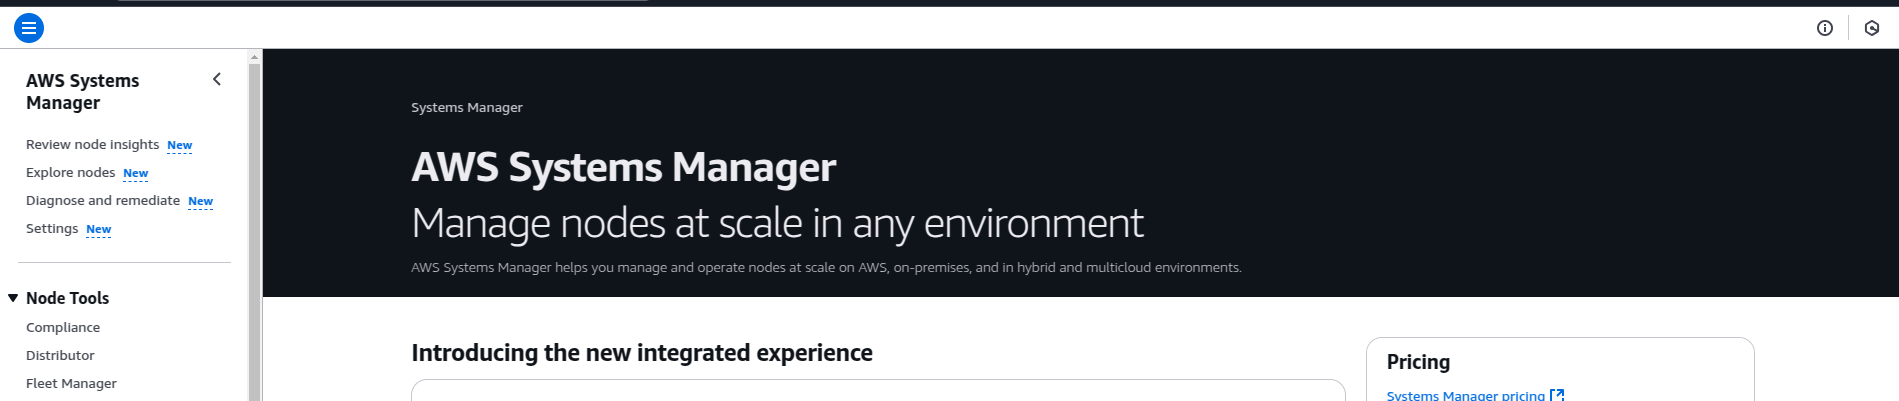 AWS Systems
Manager
Review node insights New
Explore nodes New
Diagnose and remediate New
Settings New
Node Tools
Compliance
Distributor
Fleet Manager
Systems Manager
AWS Systems Manager
Manage nodes at scale in any environment
AWS Systems Manager helps you manage and operate nodes at scale on AWS, on-premises, and in hybrid and multicloud environments.
Introducing the new integrated experience
Pricing
Systems Manager pricing